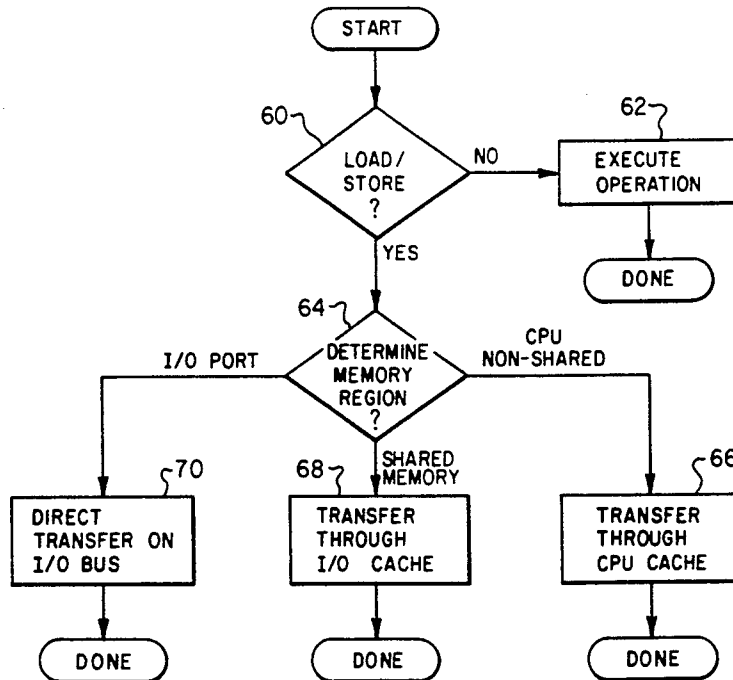 START
60
LOAD/
STORE
?
NO
62
EXECUTE
OPERATION
YES
DONE
64
DETERMINE
MEMORY
REGION
?
I/O PORT
CPU
NON-SHARED
SHARED
MEMORY
70
DIRECT
TRANSFER ON
I/O BUS
68
TRANSFER
THROUGH
I/O CACHE
66
TRANSFER
THROUGH
CPU CACHE
DONE
DONE
DONE